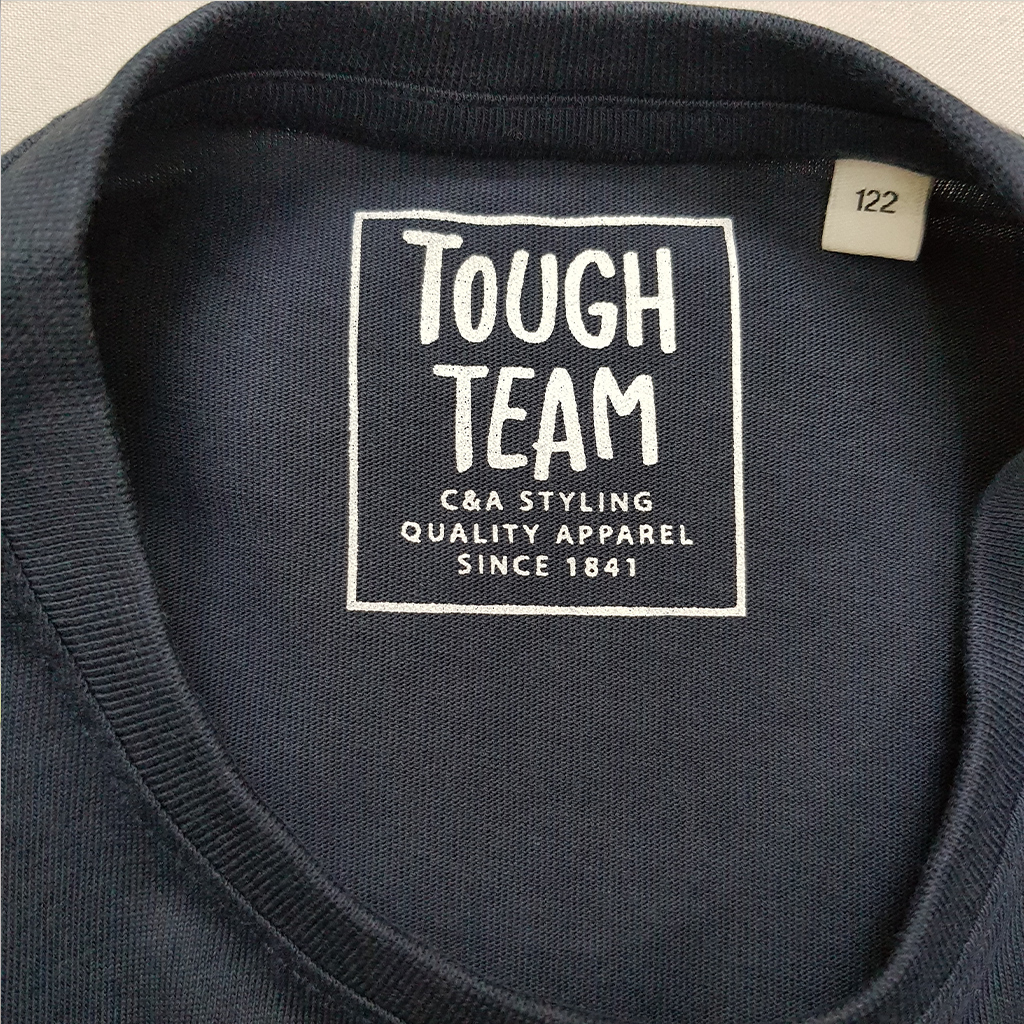 TOUGH
TEAM
C&A STYLING
QUALITY APPAREL
SINCE 1841
122